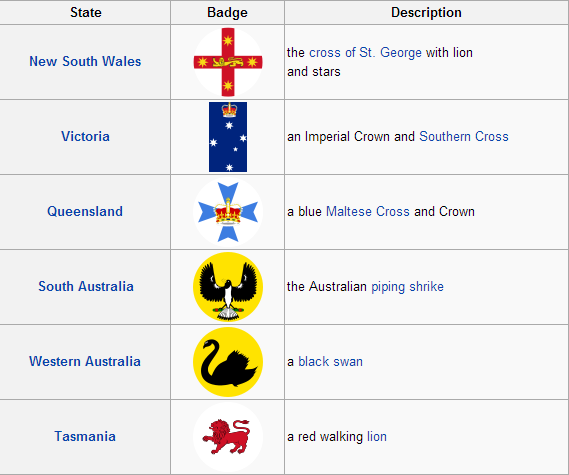 State Badge Description
New South Wales the cross of St. George with lion
and stars
Victoria an Imperial Crown and Southern Cross
Queensland a blue Maltese Cross and Crown
South Australia the Australian piping shrike
Western Australia a black swan
Tasmania a red walking lion